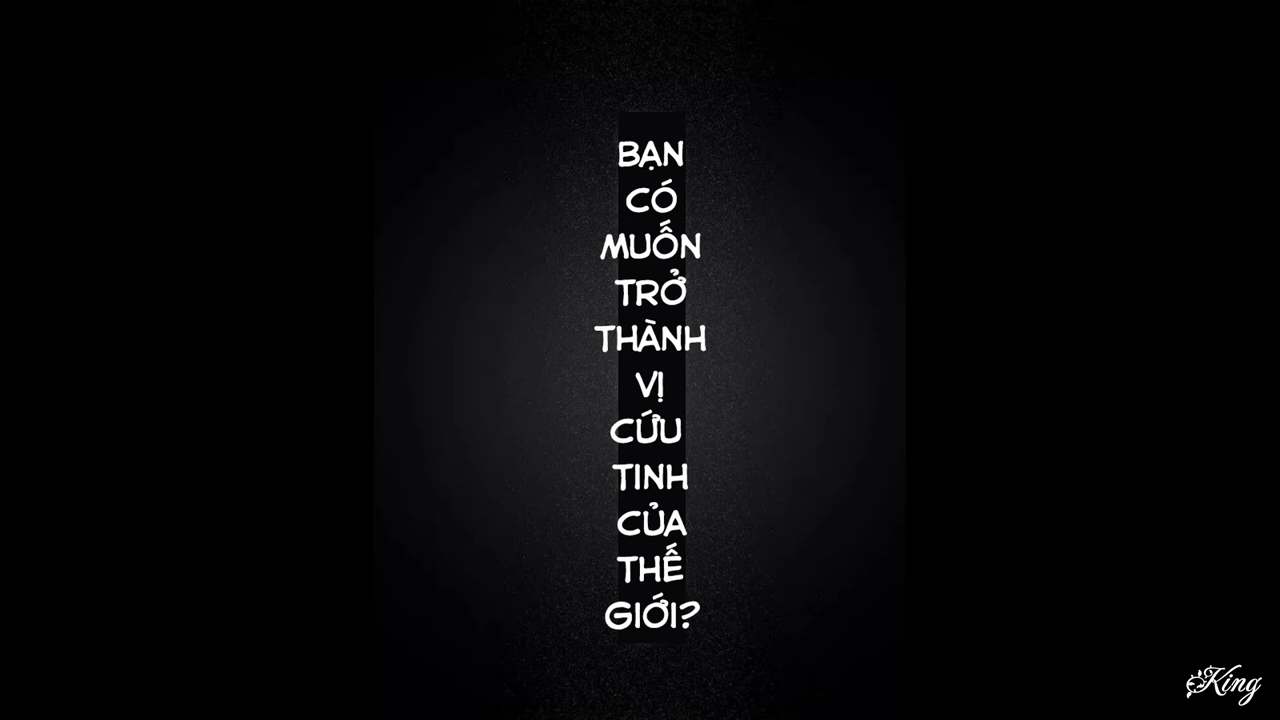 BẠN
CÓ
MUỐN
TRỞ
THÀNH
VỊ
CỨU
TINH
CỦA
THẾ
GIỚI?
King